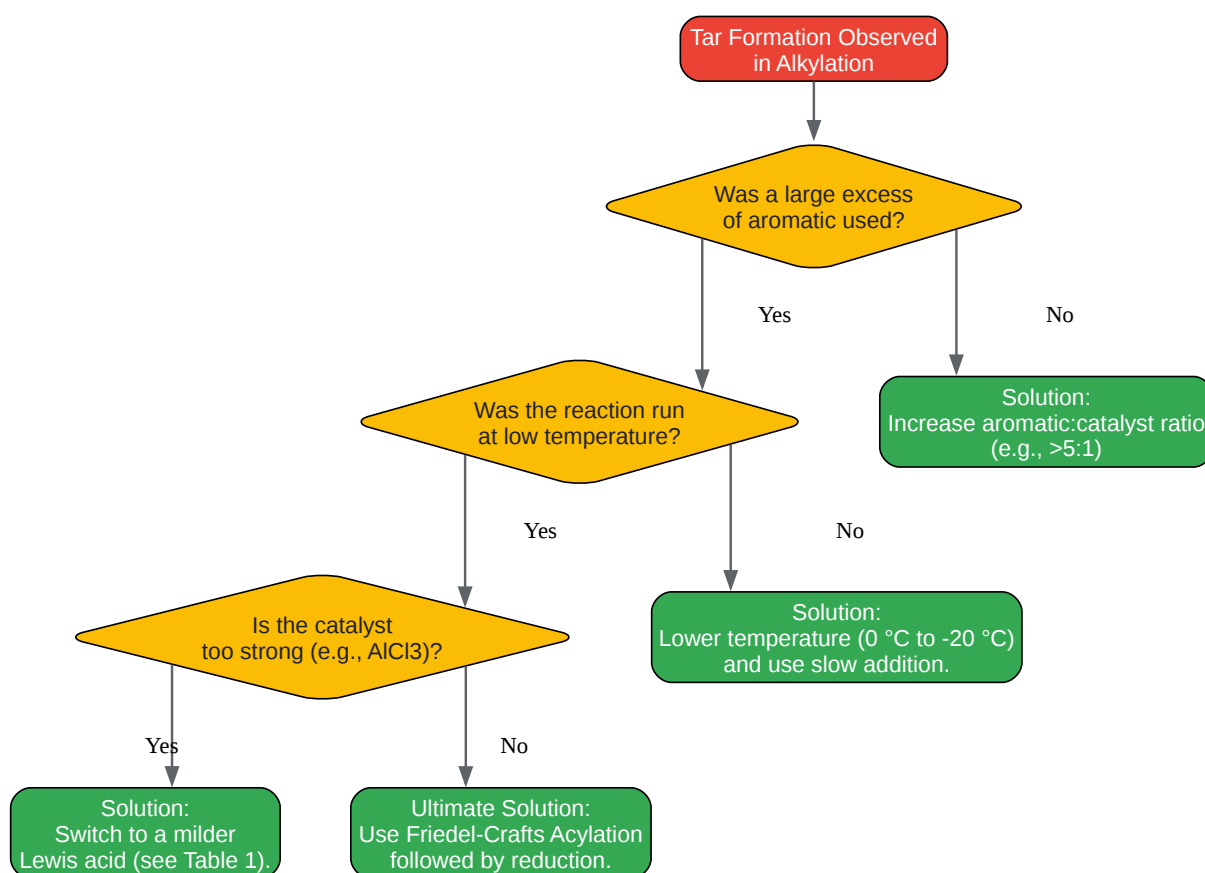 Tar Formation Observed
in Alkylation
Was a large excess
of aromatic used?
Yes
No
Was the reaction run
at low temperature?
Solution:
Increase aromatic:catalyst ratio
(e.g., >5:1)
Yes
No
Is the catalyst
too strong (e.g., AlCl3)?
Solution:
Lower temperature (0 °C to -20 °C)
and use slow addition.
Yes
No
Solution:
Switch to a milder
Lewis acid (see Table 1).
Ultimate Solution:
Use Friedel-Crafts Acylation
followed by reduction.